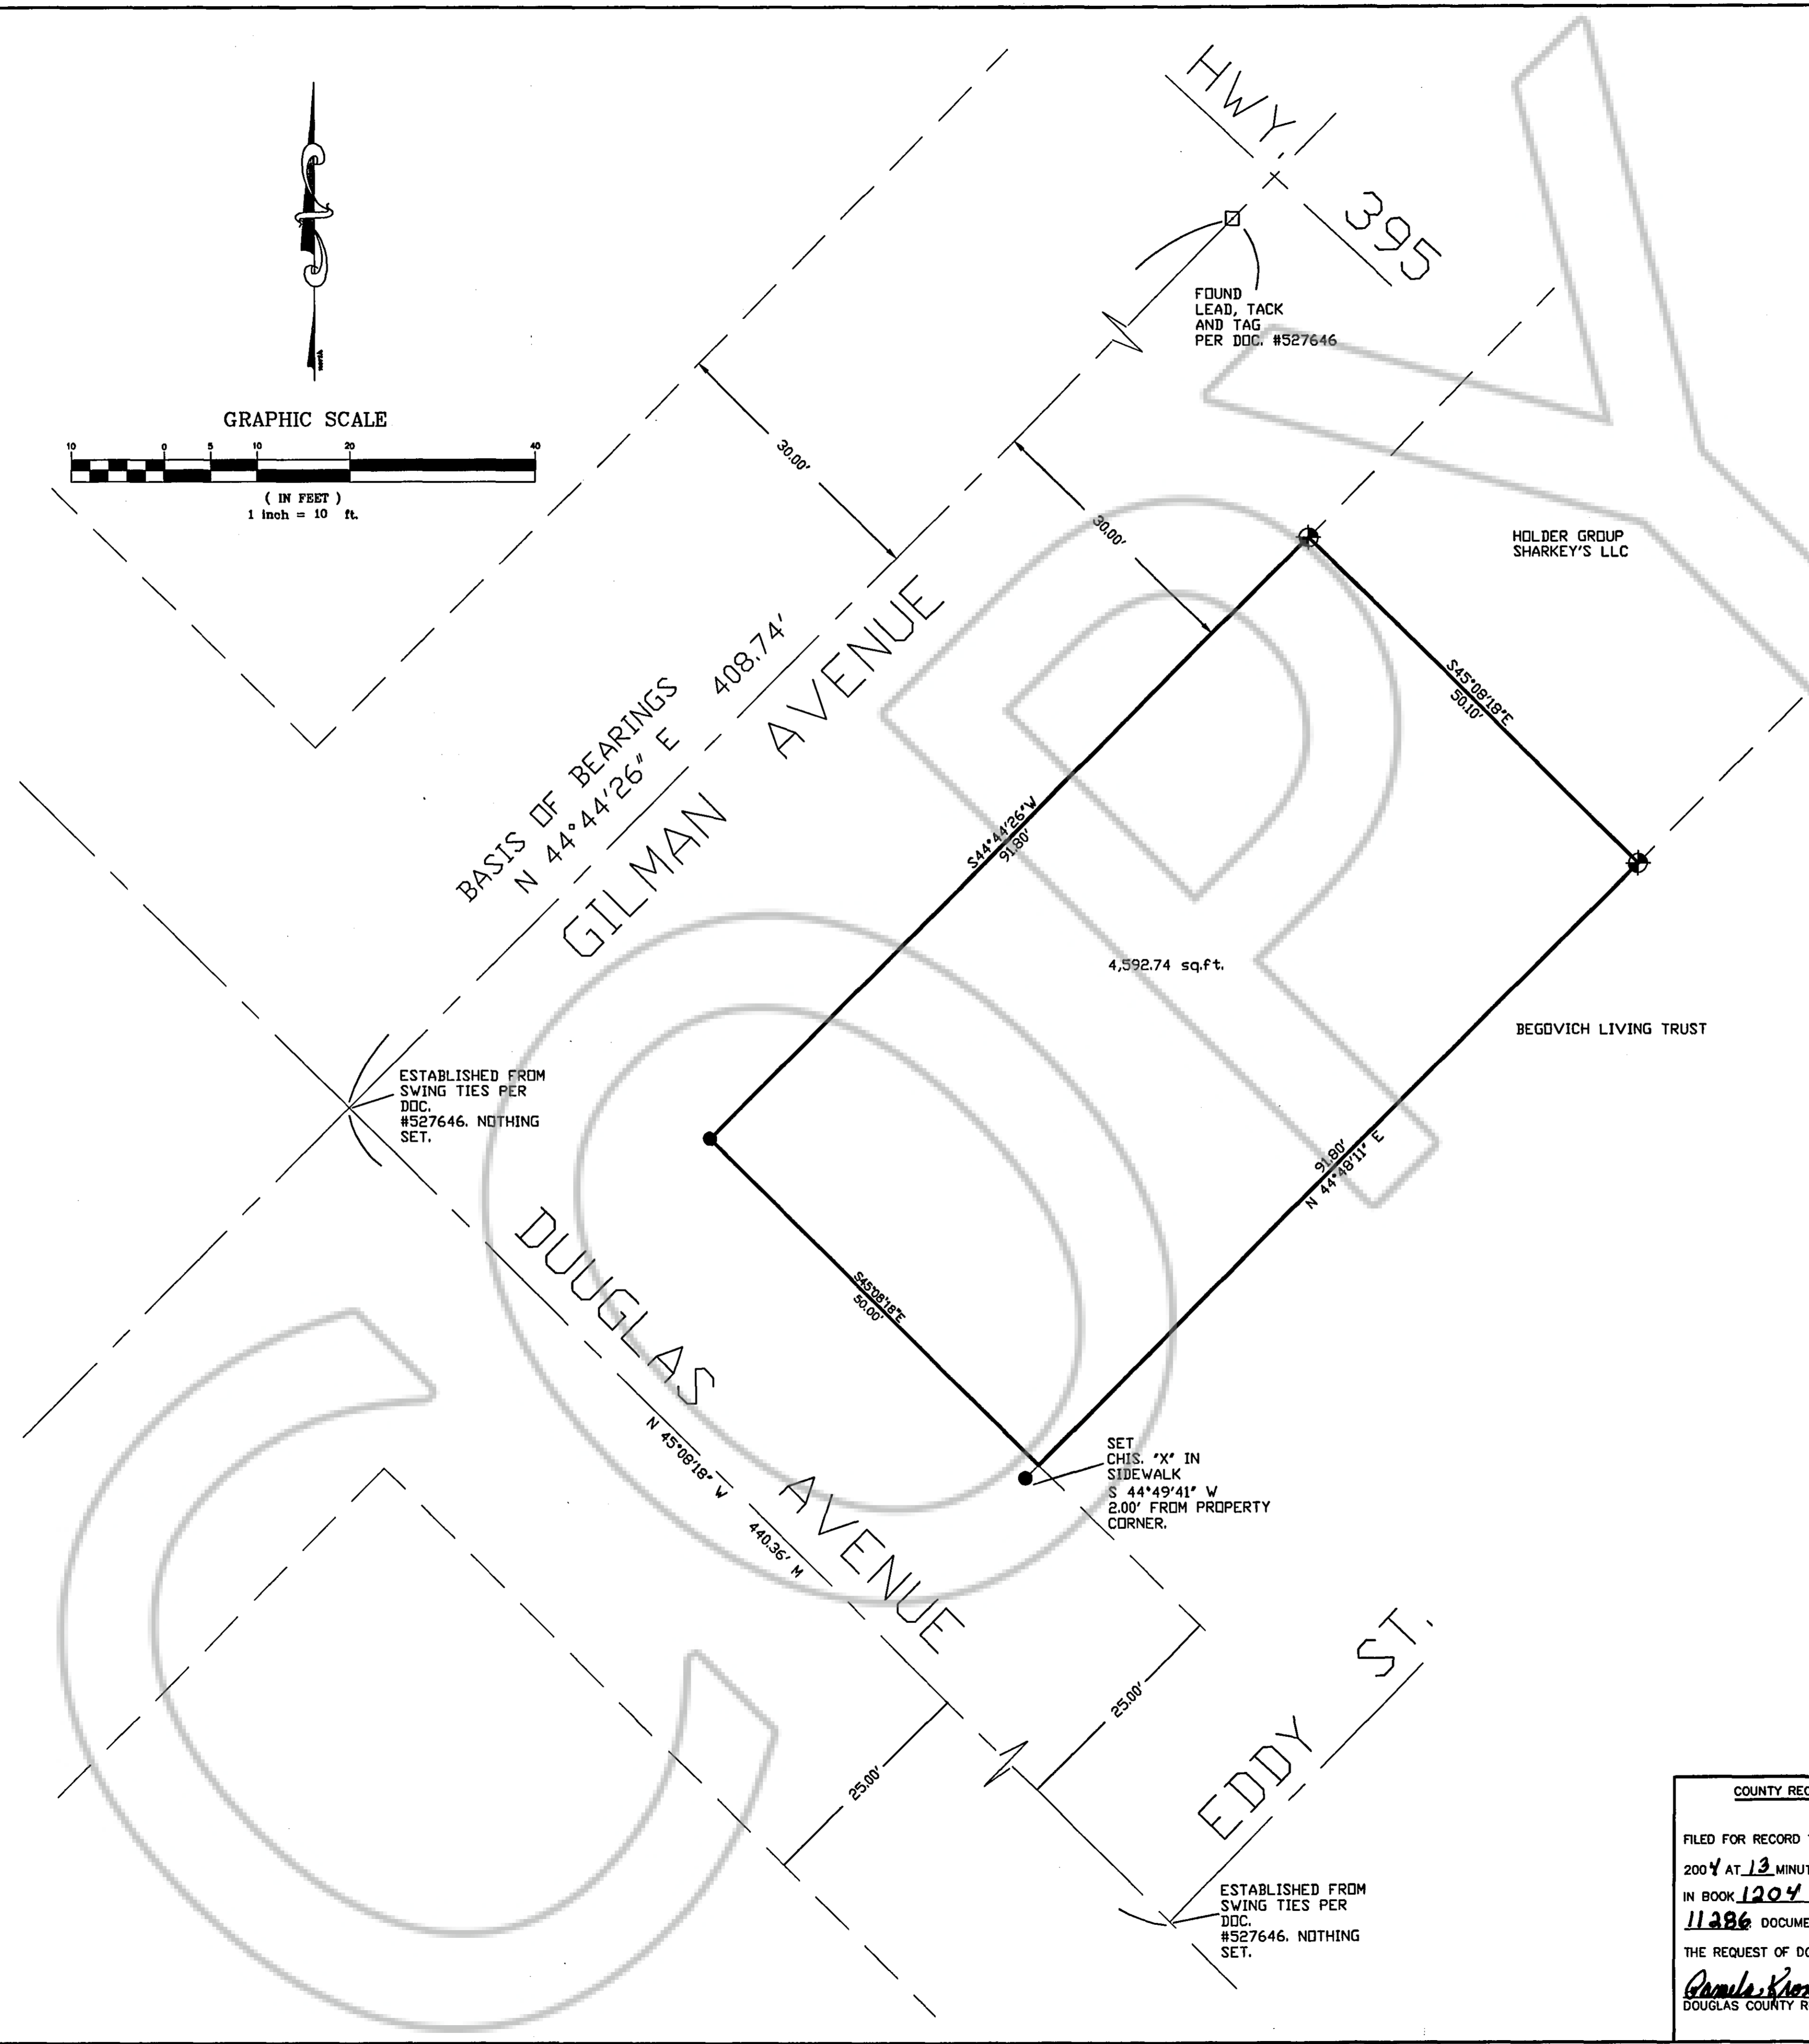 HWY.
395
FOUND
LEAD, TACK
AND TAG
PER DOC. #527646
north
GRAPHIC SCALE
10 0 5 10 20 40
( IN FEET )
1 inch = 10 ft.
30.00'
30.00'
HOLDER GROUP
SHARKEY'S LLC
BASIS OF BEARINGS 408.74'
N 44°44'26" E
GILMAN AVENUE
S45°08'18"E
50.10'
S44°44'26"W
91.80'
4,592.74 sq.ft.
BEGOVICH LIVING TRUST
ESTABLISHED FROM
SWING TIES PER
DOC.
#527646. NOTHING
SET.
91.80'
N 44°48'11" E
DOUGLAS AVENUE
S45°08'18"E
50.00'
N 45°08'18" W
440.36' M
SET
CHIS. "X" IN
SIDEWALK
S 44°49'41" W
2.00' FROM PROPERTY
CORNER.
25.00'
25.00'
EDDY ST.
ESTABLISHED FROM
SWING TIES PER
DOC.
#527646. NOTHING
SET.
COPY
COUNTY REC
FILED FOR RECORD
2004 AT 13 MINUT
IN BOOK 1204
11286 DOCUME
THE REQUEST OF DO
Pamela
DOUGLAS COUNTY R